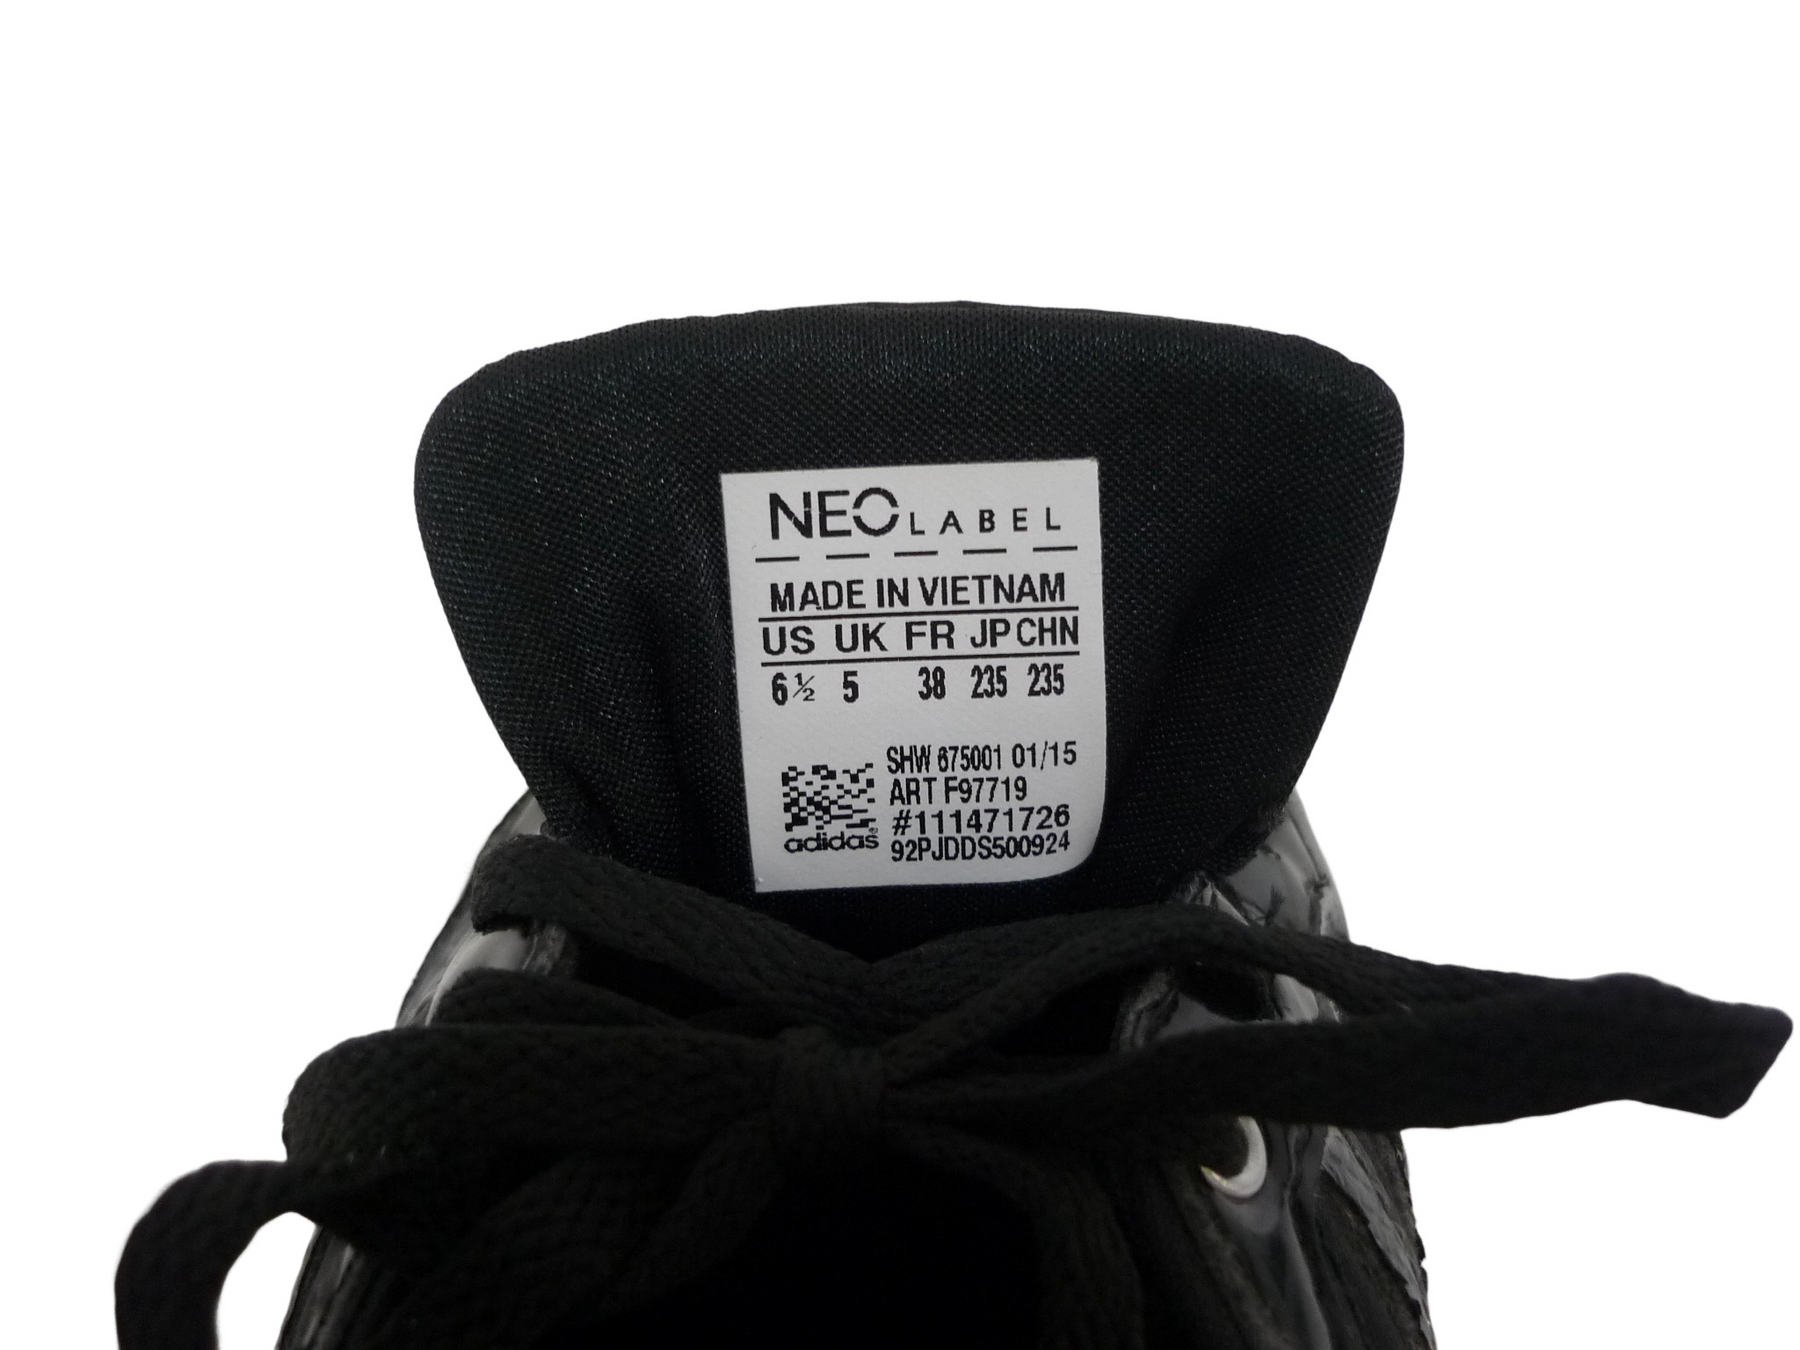 NEO LABEL
MADE IN VIETNAM
US UK FR JP CHN
6½ 5 38 235 235
SHW 675001 01/15
ART F97719
#111471726
92PJDDS500924
adidas